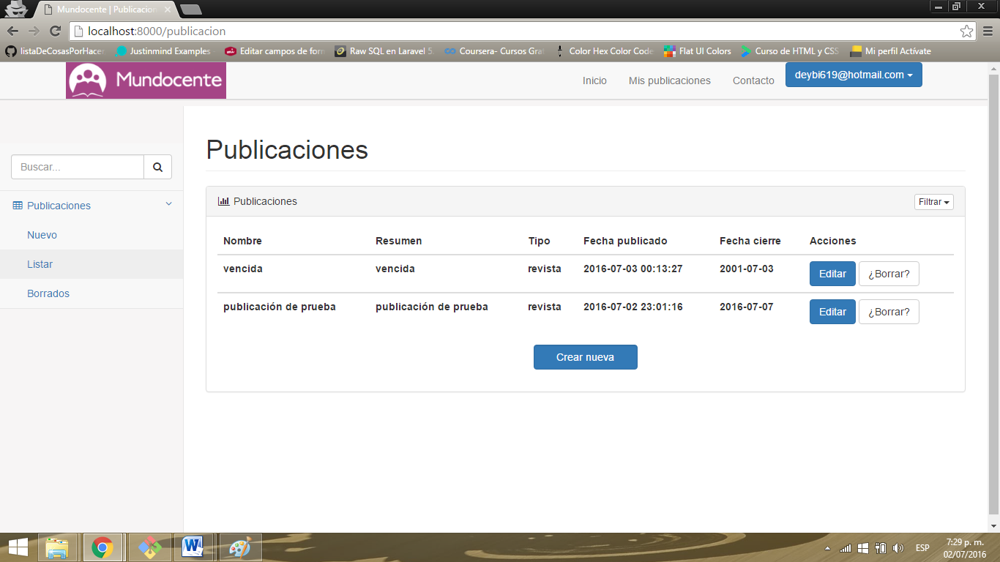 Mundocente | Publicacion
localhost:8000/publicacion
listaDeCosasPorHacer Justinmind Examples Editar campos de form Raw SQL en Laravel 5. Coursera- Cursos Grat Color Hex Color Code Flat UI Colors Curso de HTML y CSS Mi perfil Actívate
Mundocente Inicio Mis publicaciones Contacto deybi619@hotmail.com
Publicaciones
Buscar...
Publicaciones
Nuevo
Listar
Borrados
Publicaciones Filtrar
Nombre Resumen Tipo Fecha publicado Fecha cierre Acciones
vencida vencida revista 2016-07-03 00:13:27 2001-07-03 Editar ¿Borrar?
publicación de prueba publicación de prueba revista 2016-07-02 23:01:16 2016-07-07 Editar ¿Borrar?
Crear nueva
ESP 7:29 p. m.
02/07/2016